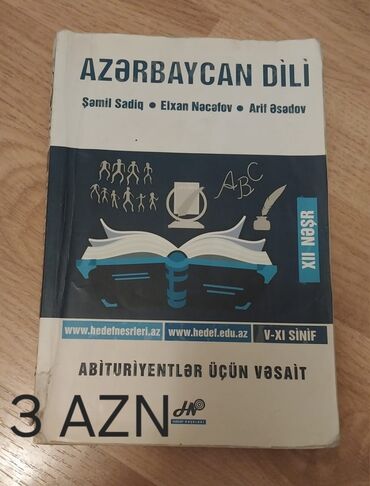 AZƏRBAYCAN DİLİ
Şəmil Sadiq • Elxan Nəcəfov • Arif Əsədov
ABC
XII NƏŞR
www.hedefnesrleri.az www.hedef.edu.az V-XI SİNİF
ABİTURİYENTLƏR ÜÇÜN VƏSAİT
3 AZN
HN